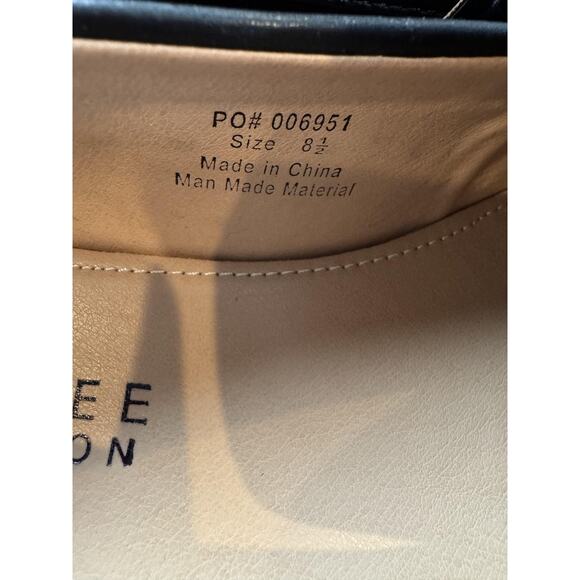 PO# 006951
Size 8½
Made in China
Man Made Material
EE
ON